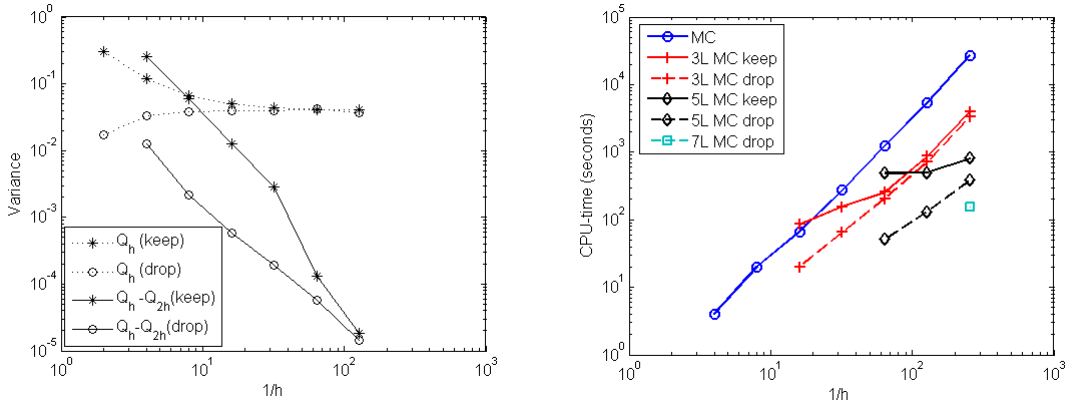 10^0
10^-1
10^-2
10^-3
10^-4
10^-5
Variance
Q_h (keep)
Q_h (drop)
Q_h -Q_2h(keep)
Q_h-Q_2h(drop)
10^0
10^1
10^2
10^3
1/h
10^5
10^4
10^3
10^2
10^1
10^0
CPU-time (seconds)
MC
3L MC keep
3L MC drop
5L MC keep
5L MC drop
7L MC drop
10^0
10^1
10^2
10^3
1/h